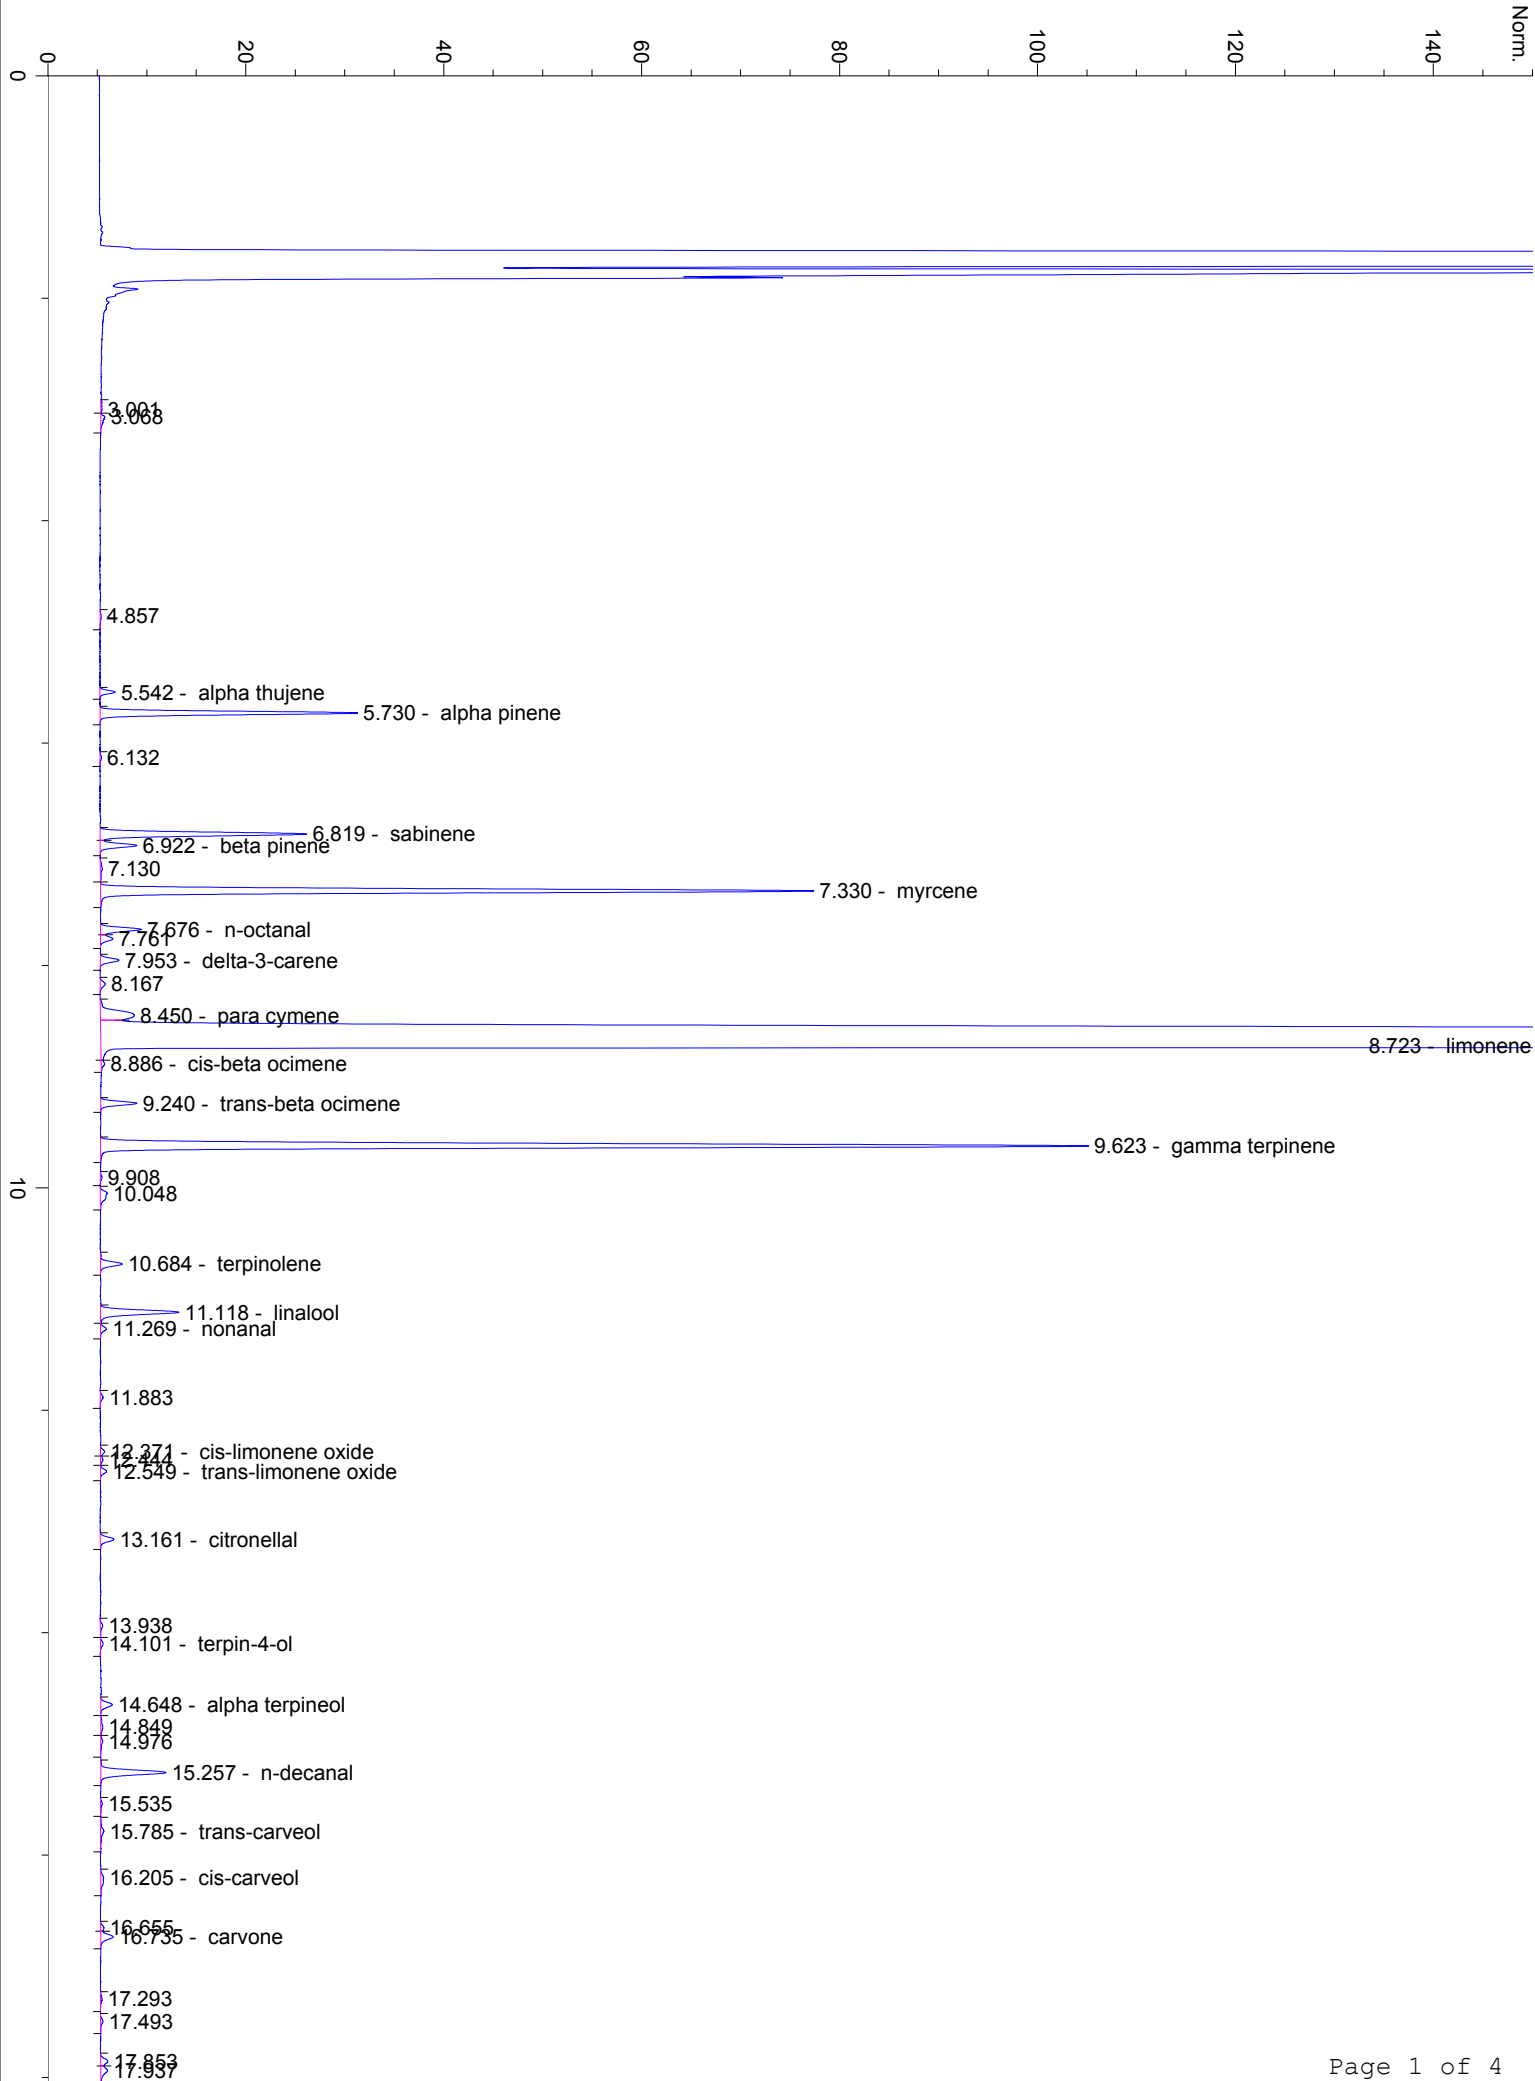 Norm.
0
20
40
60
80
100
120
140
0
3.001
3.068
4.857
5.542 - alpha thujene
5.730 - alpha pinene
6.132
6.819 - sabinene
6.922 - beta pinene
7.130
7.330 - myrcene
7.676 - n-octanal
7.761
7.953 - delta-3-carene
8.167
8.450 - para cymene
8.723 - limonene
8.886 - cis-beta ocimene
9.240 - trans-beta ocimene
9.623 - gamma terpinene
9.908
10
10.048
10.684 - terpinolene
11.118 - linalool
11.269 - nonanal
11.883
12.371 - cis-limonene oxide
12.444
12.549 - trans-limonene oxide
13.161 - citronellal
13.938
14.101 - terpin-4-ol
14.648 - alpha terpineol
14.849
14.976
15.257 - n-decanal
15.535
15.785 - trans-carveol
16.205 - cis-carveol
16.655
16.735 - carvone
17.293
17.493
17.853
17.937
Page 1 of 4